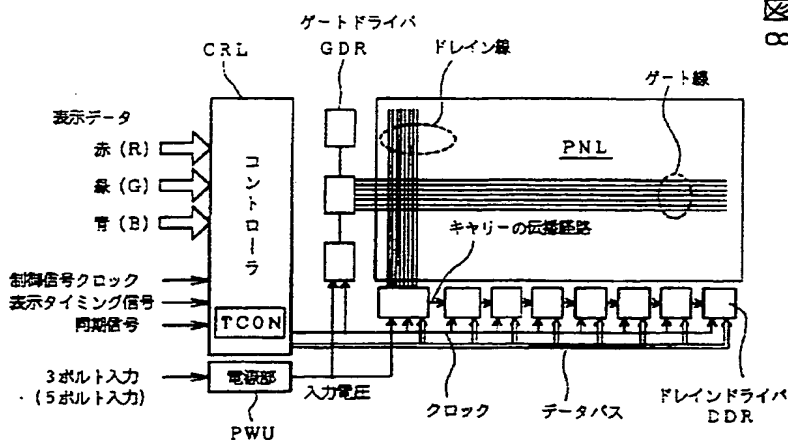 ゲートドライバ
GDR
ドレイン線
CRL
ゲート線
表示データ
赤 (R)
緑 (G)
青 (B)
コントローラ
PNL
キャリーの伝播経路
制御信号クロック
表示タイミング信号
同期信号
TCON
3ボルト入力
(5ボルト入力)
電源部
入力電圧
クロック
データバス
ドレインドライバ
DDR
PWU